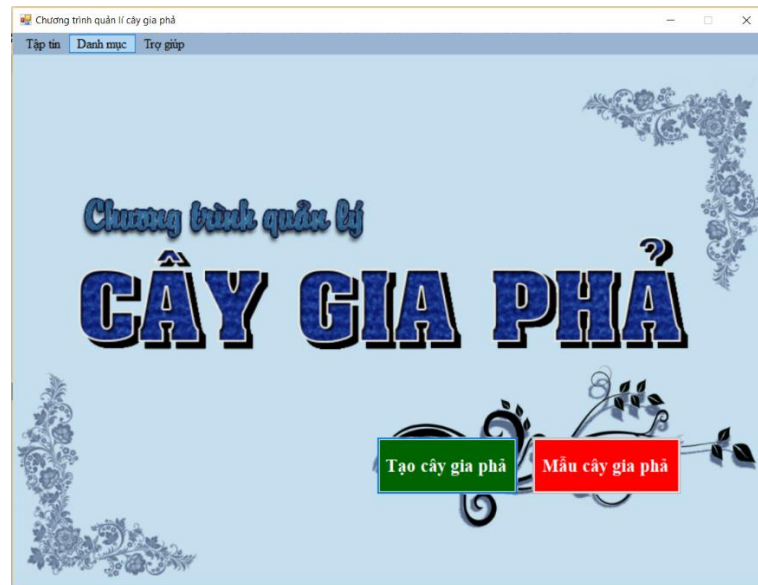 Chương trình quản lí cây gia phả
Tập tin Danh mục Trợ giúp
Chương trình quản lý
CÂY GIA PHẢ
Tạo cây gia phả Mẫu cây gia phả